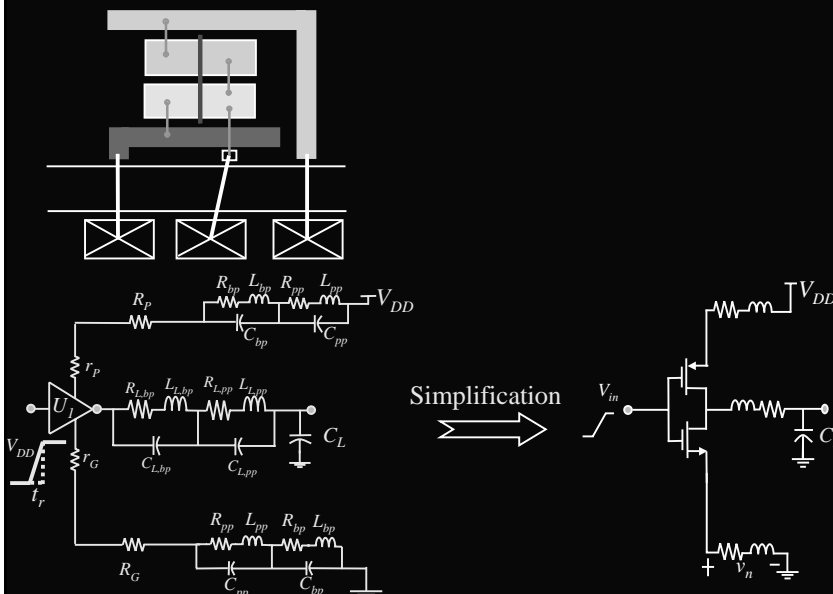 R_bp L_bp R_pp L_pp
V_DD
R_P
C_bp C_pp
r_P
R_L,bp L_L,bp R_L,pp L_L,pp
U_1
C_L
C_L,bp C_L,pp
V_DD
r_G
t_r
R_pp L_pp R_bp L_bp
R_G
C_pp C_bp
Simplification
V_DD
V_in
C
+ v_n -